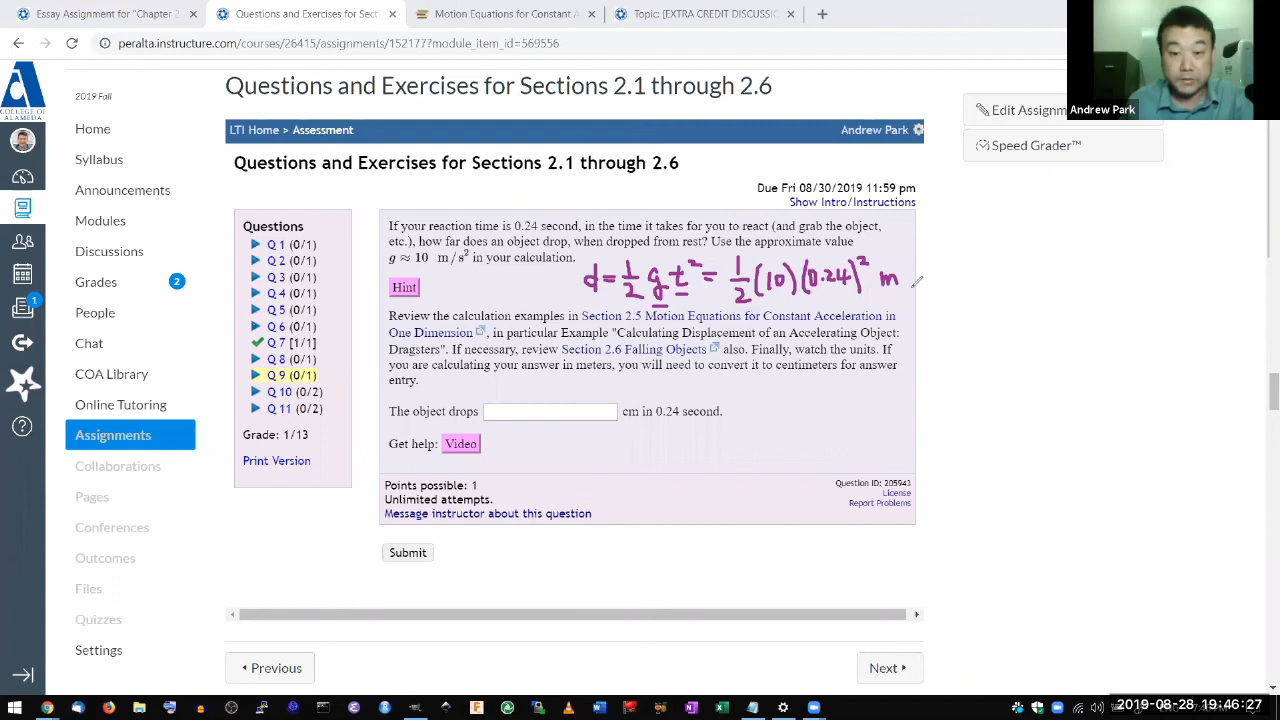 Essay Assignment for "Chapter 2
Questions and Exercises for Sect
Motion Equations for Constant A
Topic: [EXTRA CREDIT DISCUSSIO
peralta.instructure.com/courses/26415/assignments/152177?module_item_id=569556
COLLEGE OF
ALAMEDA
2019 Fall
Home
Syllabus
Announcements
Modules
Discussions
Grades
2
People
Chat
COA Library
Online Tutoring
Assignments
Collaborations
Pages
Conferences
Outcomes
Files
Quizzes
Settings
1
Questions and Exercises for Sections 2.1 through 2.6
LTI Home > Assessment
Andrew Park
Questions and Exercises for Sections 2.1 through 2.6
Due Fri 08/30/2019 11:59 pm
Show Intro/Instructions
Questions
Q 1 (0/1)
Q 2 (0/1)
Q 3 (0/1)
Q 4 (0/1)
Q 5 (0/1)
Q 6 (0/1)
Q 7 [1/1]
Q 8 (0/1)
Q 9 (0/1)
Q 10 (0/2)
Q 11 (0/2)
Grade: 1/13
Print Version
If your reaction time is 0.24 second, in the time it takes for you to react (and grab the object,
etc.), how far does an object drop, when dropped from rest? Use the approximate value
g ≈ 10 m/s² in your calculation.
d = 1/2 g t² = 1/2 (10)(0.24)² m
Hint
Review the calculation examples in Section 2.5 Motion Equations for Constant Acceleration in
One Dimension, in particular Example "Calculating Displacement of an Accelerating Object:
Dragsters". If necessary, review Section 2.6 Falling Objects also. Finally, watch the units. If
you are calculating your answer in meters, you will need to convert it to centimeters for answer
entry.
The object drops cm in 0.24 second.
Get help: Video
Points possible: 1
Unlimited attempts.
Message instructor about this question
Question ID: 205943
License
Report Problems
Submit
Previous
Next
Edit Assignm
Speed Grader™
Andrew Park
2019-08-28 19:46:27